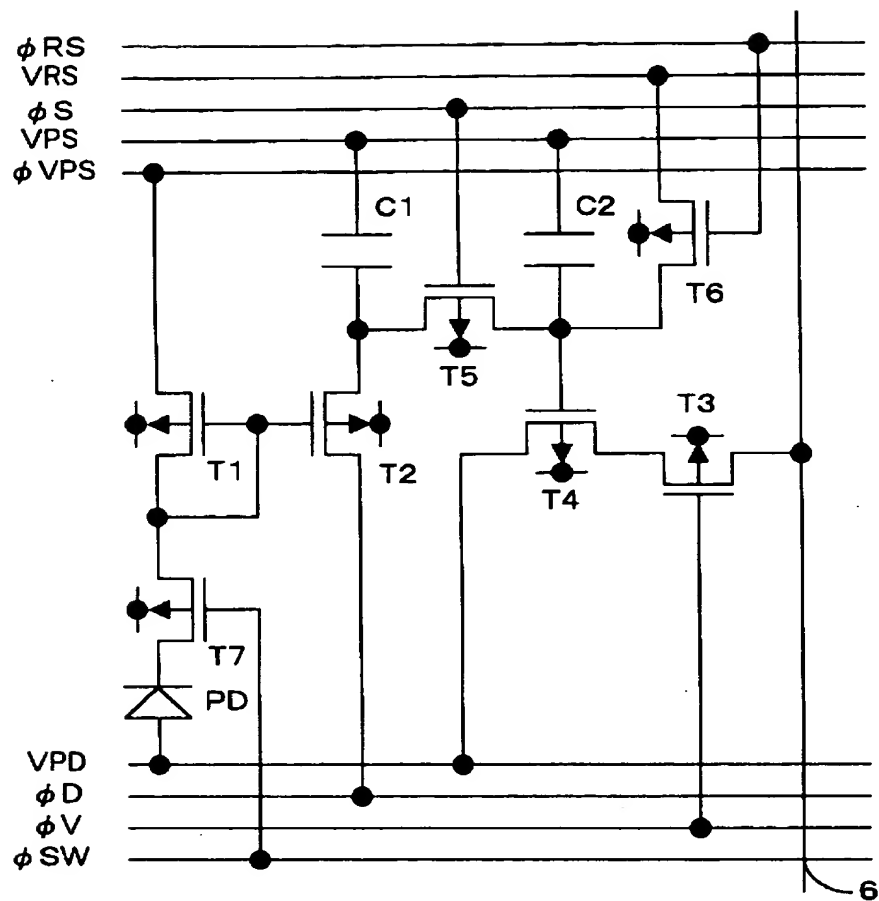 φRS
VRS
φS
VPS
φVPS
C1
C2
T6
T5
T3
T1
T2
T4
T7
PD
VPD
φD
φV
φSW
6